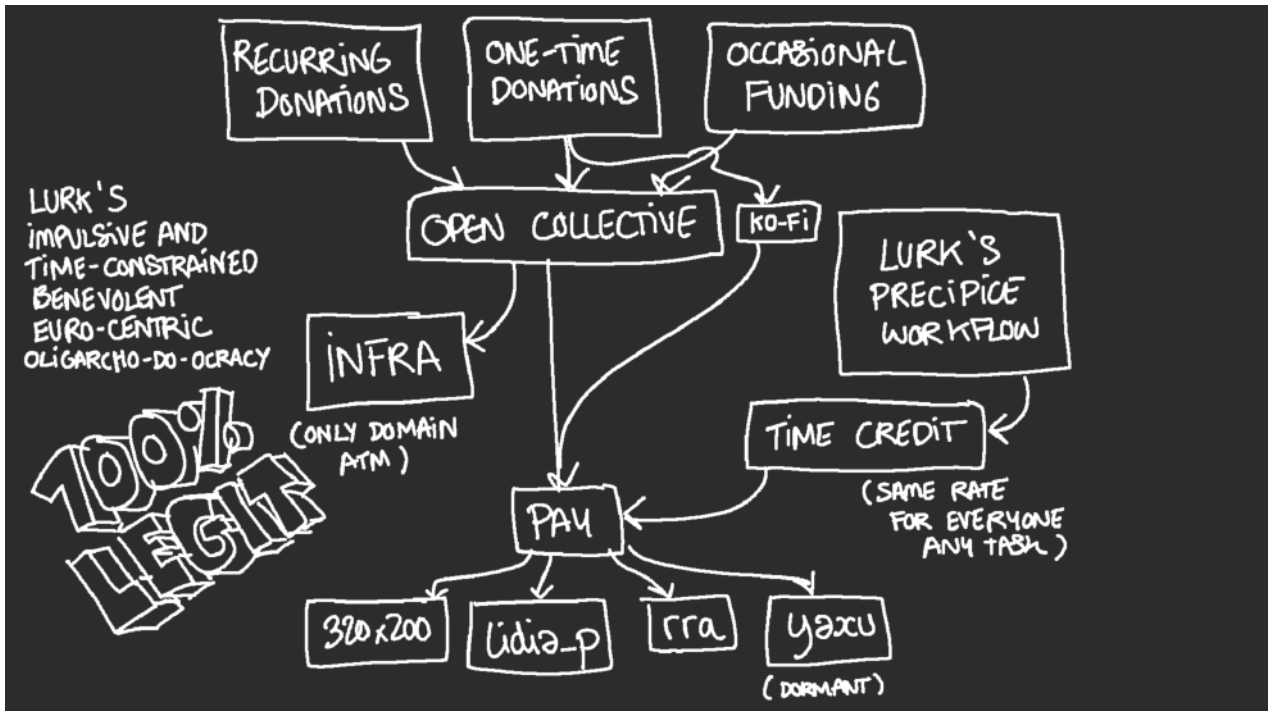 RECURRING
DONATIONS
ONE-TIME
DONATIONS
OCCASIONAL
FUNDING
LURK'S
IMPULSIVE AND
TIME-CONSTRAINED
BENEVOLENT
EURO-CENTRIC
OLIGARCHO-DO-OCRACY
OPEN COLLECTIVE
KO-Fi
LURK'S
PRECIPICE
WORKFLOW
INFRA
(ONLY DOMAIN
ATM)
TIME CREDIT
(SAME RATE
FOR EVERYONE
ANY TASK)
100%
LEGIT
PAY
320x200
lidia_p
rra
yaxu
(DORMANT)